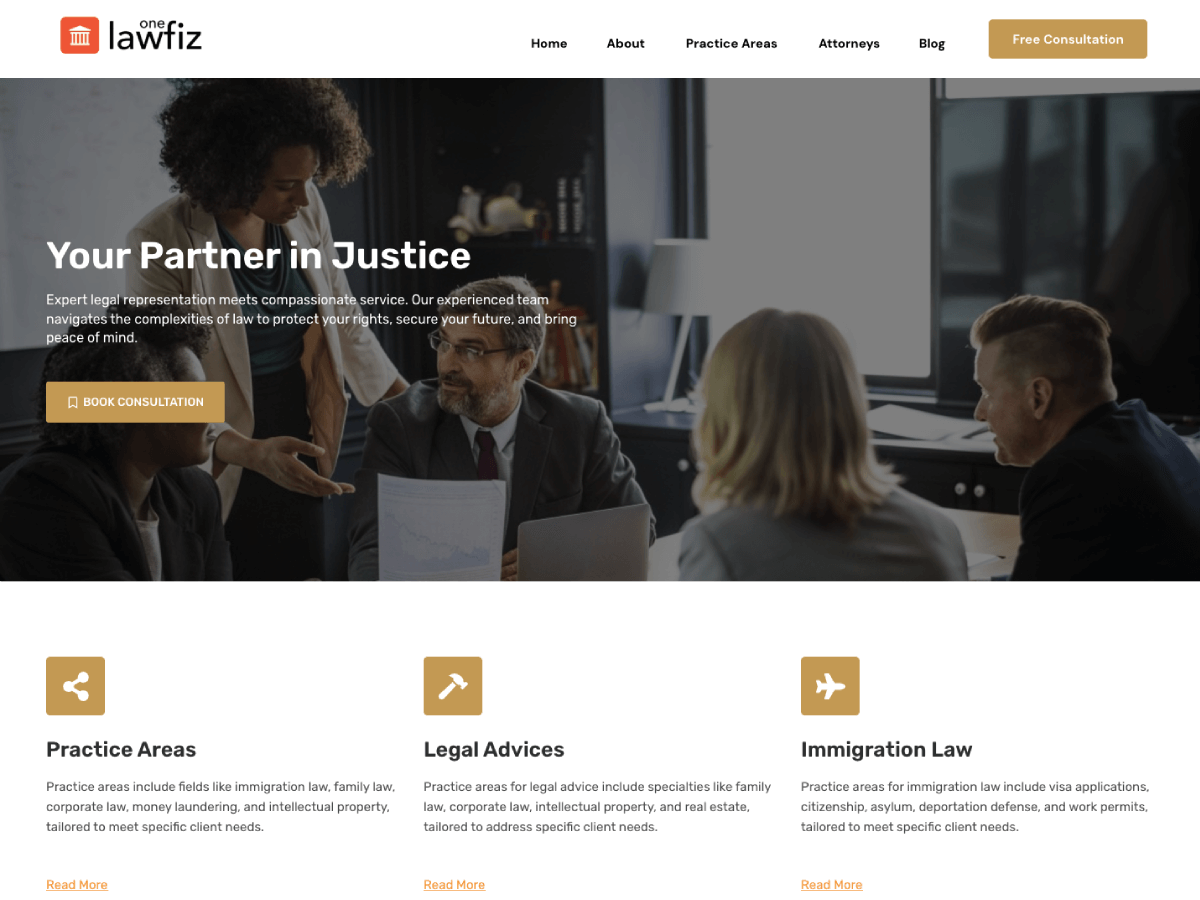 one
lawfiz
Home About Practice Areas Attorneys Blog Free Consultation
Your Partner in Justice
Expert legal representation meets compassionate service. Our experienced team
navigates the complexities of law to protect your rights, secure your future, and bring
peace of mind.
BOOK CONSULTATION
Practice Areas
Practice areas include fields like immigration law, family law,
corporate law, money laundering, and intellectual property,
tailored to meet specific client needs.
Read More
Legal Advices
Practice areas for legal advice include specialties like family
law, corporate law, intellectual property, and real estate,
tailored to address specific client needs.
Read More
Immigration Law
Practice areas for immigration law include visa applications,
citizenship, asylum, deportation defense, and work permits,
tailored to meet specific client needs.
Read More